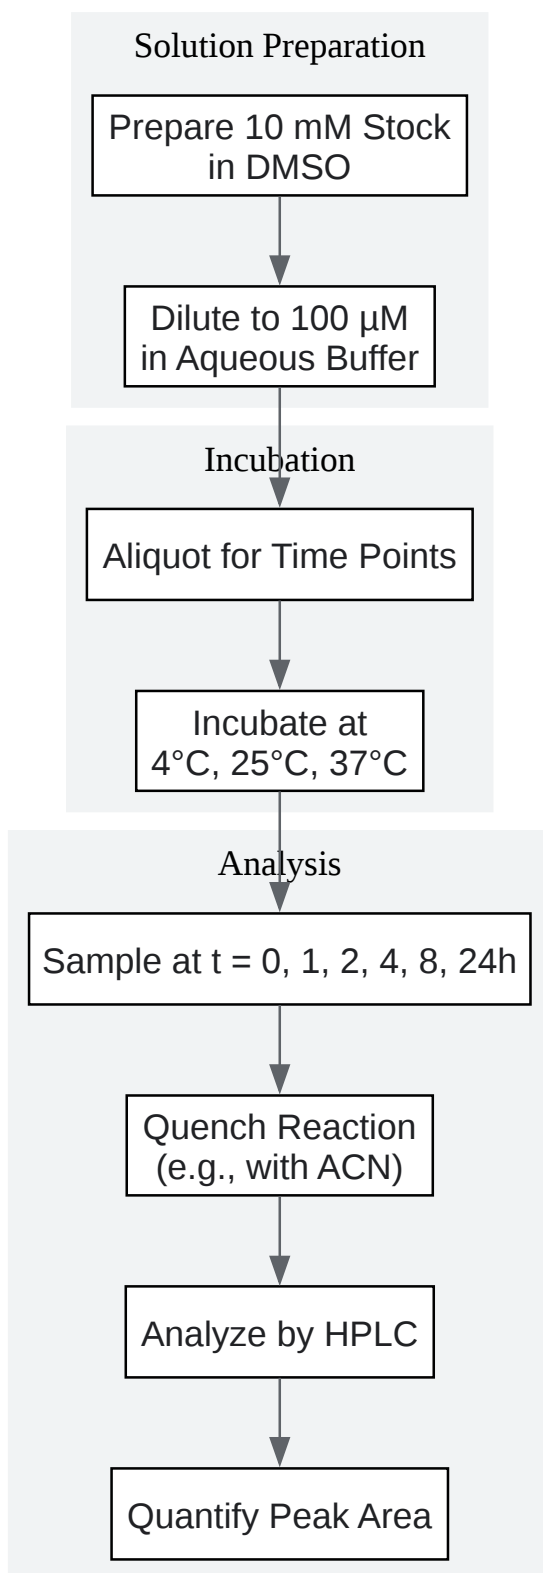 Solution Preparation
Prepare 10 mM Stock
in DMSO
Dilute to 100 µM
in Aqueous Buffer
Incubation
Aliquot for Time Points
Incubate at
4°C, 25°C, 37°C
Analysis
Sample at t = 0, 1, 2, 4, 8, 24h
Quench Reaction
(e.g., with ACN)
Analyze by HPLC
Quantify Peak Area